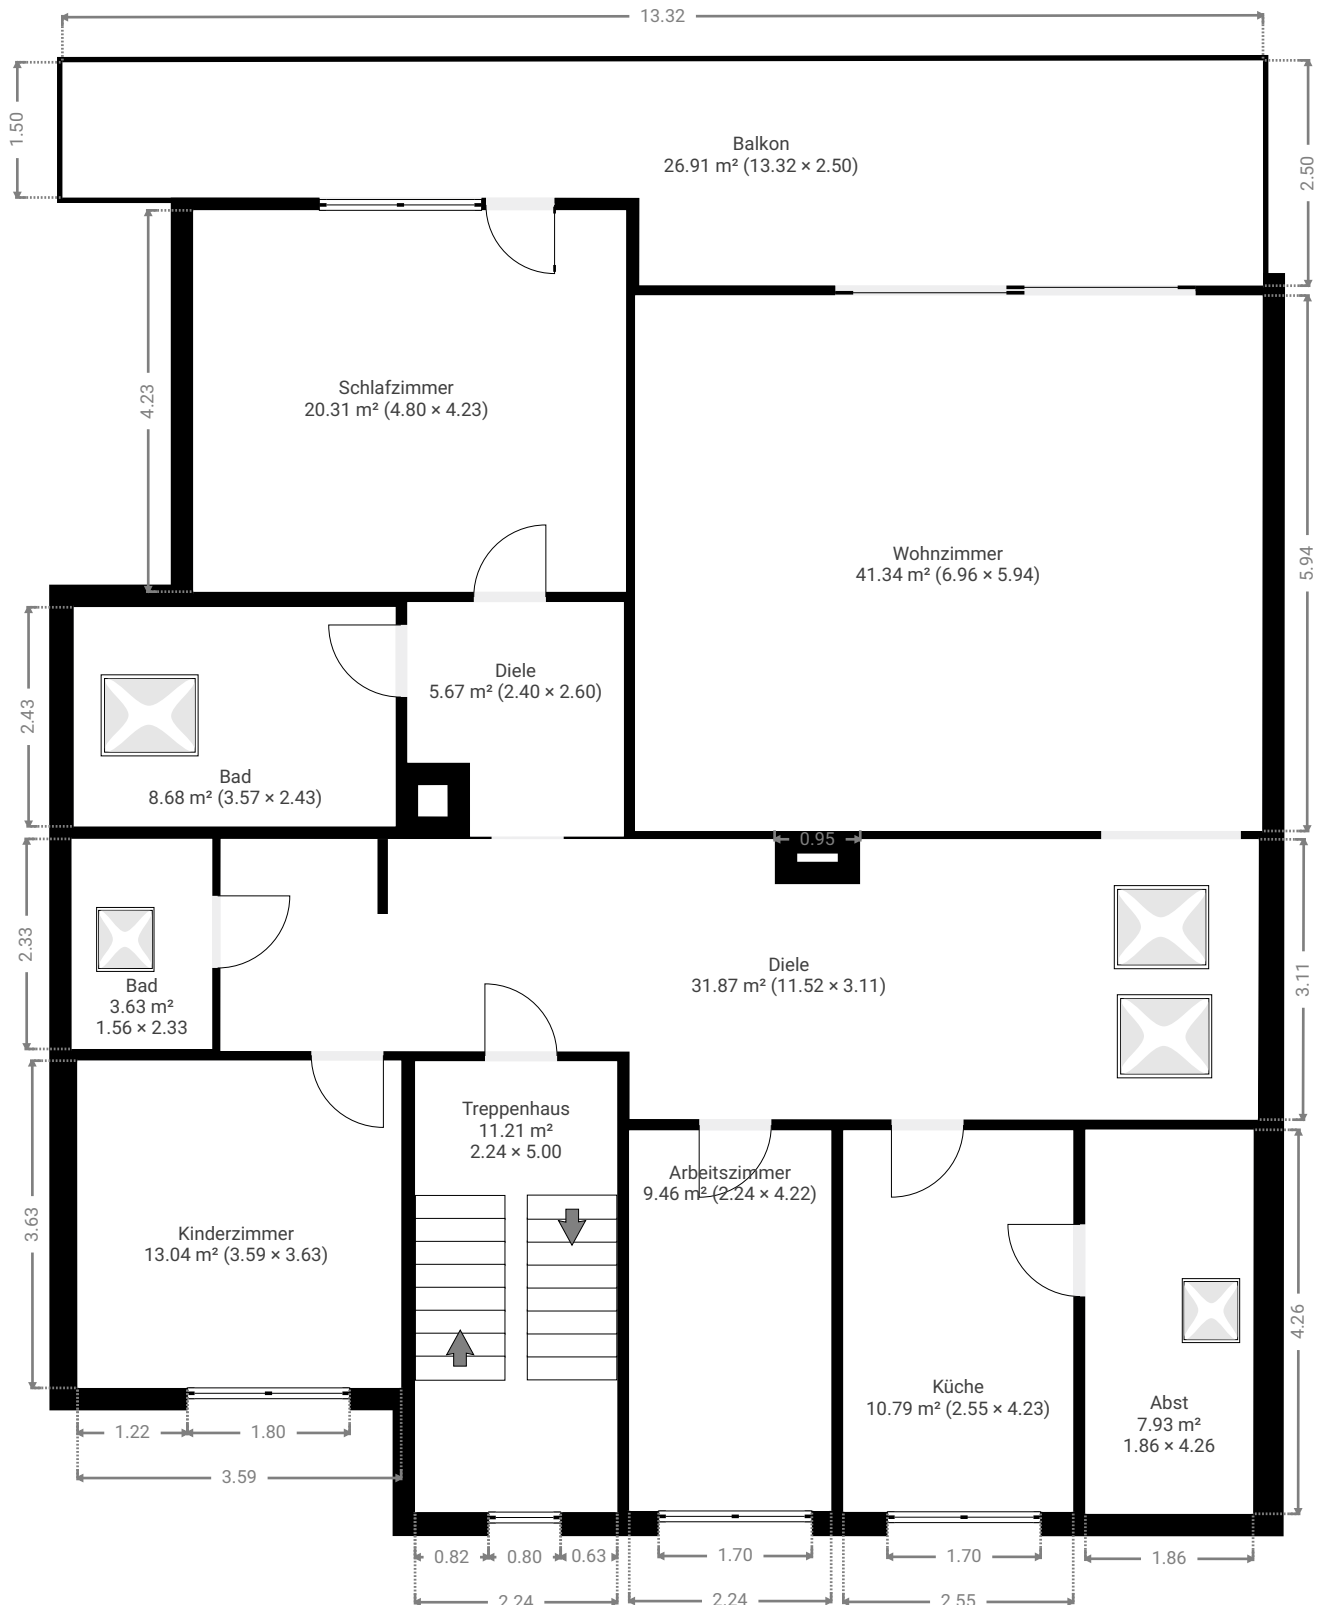 13.32
1.50
Balkon
26.91 m² (13.32 × 2.50)
2.50
4.23
Schlafzimmer
20.31 m² (4.80 × 4.23)
Wohnzimmer
41.34 m² (6.96 × 5.94)
5.94
2.43
Diele
5.67 m² (2.40 × 2.60)
Bad
8.68 m² (3.57 × 2.43)
0.95
2.33
Bad
3.63 m²
1.56 × 2.33
Diele
31.87 m² (11.52 × 3.11)
3.11
Treppenhaus
11.21 m²
2.24 × 5.00
Arbeitszimmer
9.46 m² (2.24 × 4.22)
3.63
Kinderzimmer
13.04 m² (3.59 × 3.63)
4.26
Küche
10.79 m² (2.55 × 4.23)
Abst
7.93 m²
1.86 × 4.26
1.22
1.80
3.59
0.82
0.80
0.63
1.70
1.70
1.86
2.24
2.24
2.55